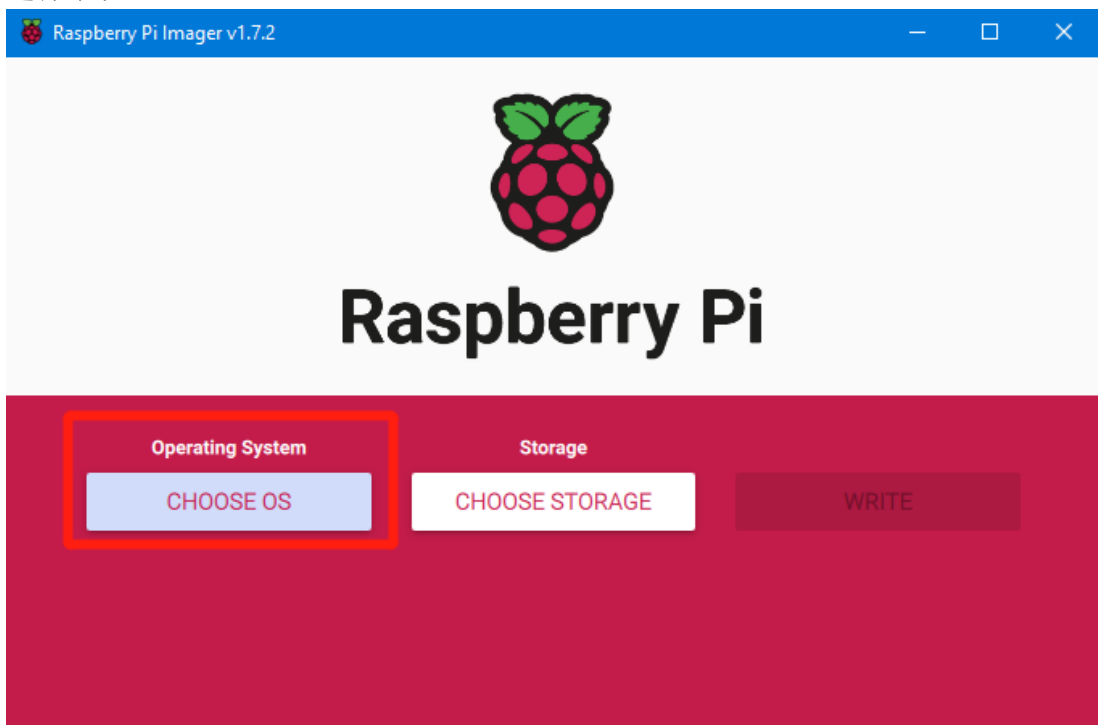 Raspberry Pi Imager v1.7.2
Raspberry Pi
Operating System
Storage
CHOOSE OS
CHOOSE STORAGE
WRITE